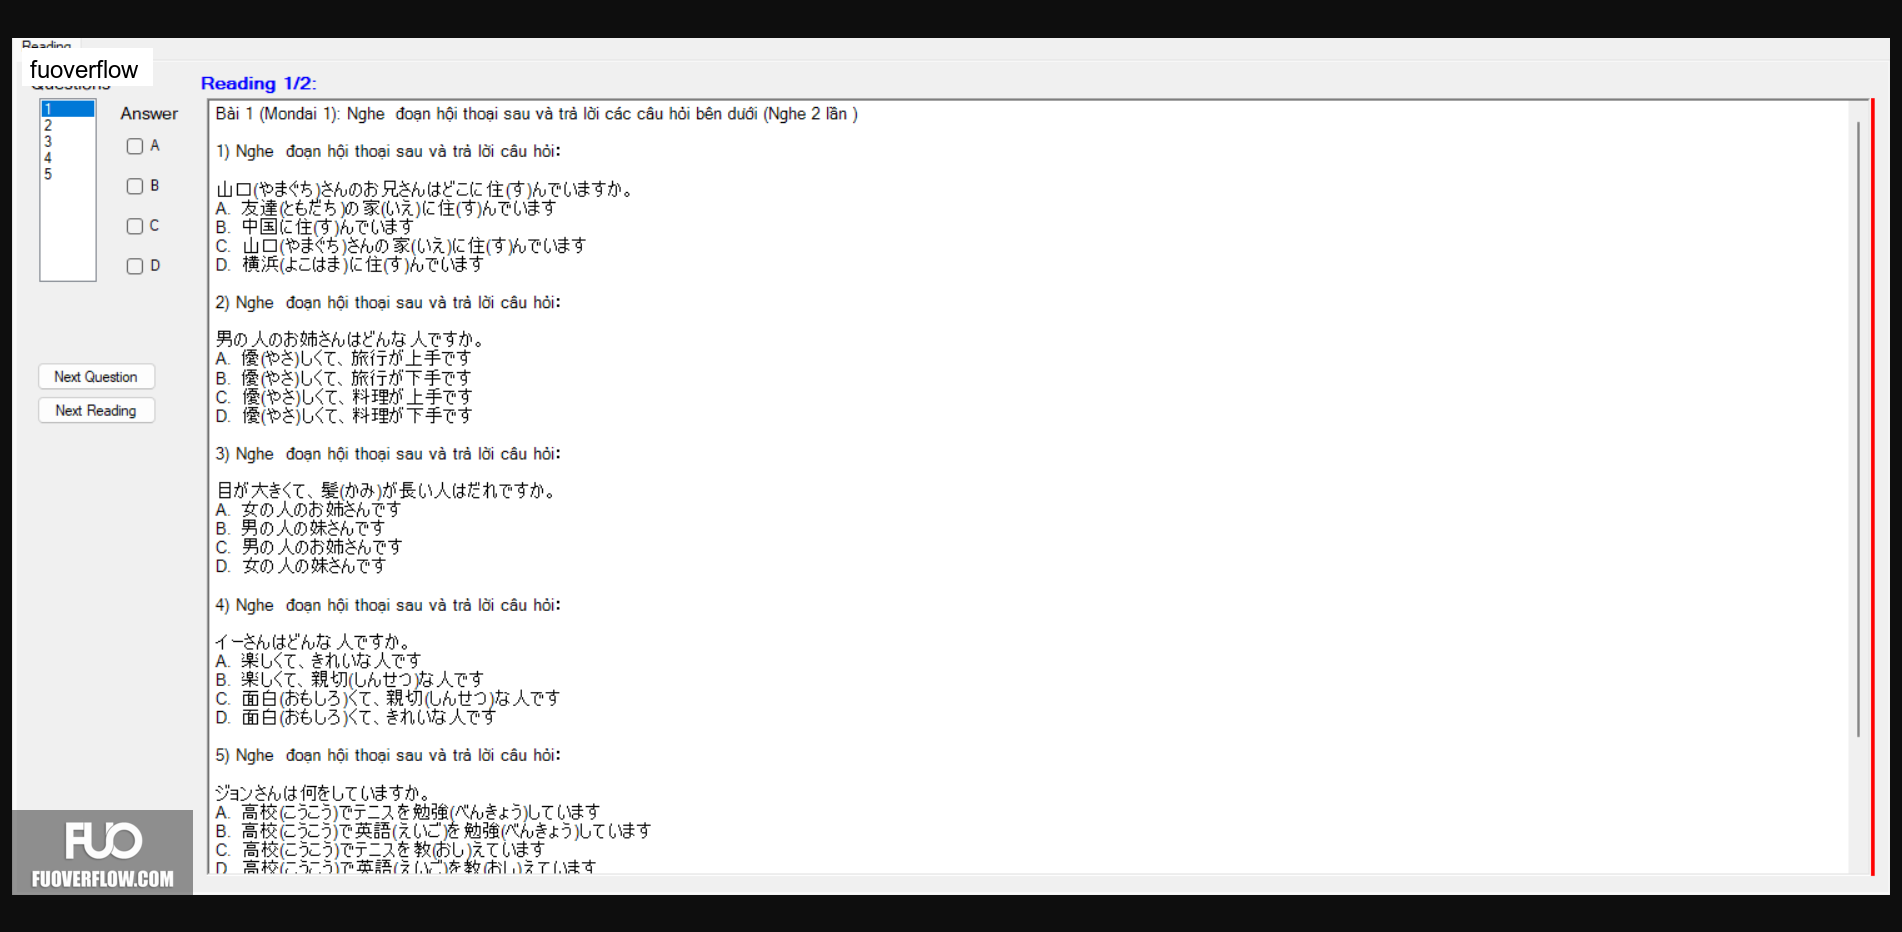 Reading
fuoverflow
Questions
Reading 1/2:
1
2
3
4
5
Answer
A
B
C
D
Next Question
Next Reading
Bài 1 (Mondai 1): Nghe đoạn hội thoại sau và trả lời các câu hỏi bên dưới (Nghe 2 lần )
1) Nghe đoạn hội thoại sau và trả lời câu hỏi:
山口(やまぐち)さんのお兄さんはどこに住(す)んでいますか。
A. 友達(ともだち)の家(いえ)に住(す)んでいます
B. 中国に住(す)んでいます
C. 山口(やまぐち)さんの家(いえ)に住(す)んでいます
D. 横浜(よこはま)に住(す)んでいます
2) Nghe đoạn hội thoại sau và trả lời câu hỏi:
男の人のお姉さんはどんな人ですか。
A. 優(やさ)しくて、旅行が上手です
B. 優(やさ)しくて、旅行が下手です
C. 優(やさ)しくて、料理が上手です
D. 優(やさ)しくて、料理が下手です
3) Nghe đoạn hội thoại sau và trả lời câu hỏi:
目が大きくて、髪(かみ)が長い人はだれですか。
A. 女の人のお姉さんです
B. 男の人の妹さんです
C. 男の人のお姉さんです
D. 女の人の妹さんです
4) Nghe đoạn hội thoại sau và trả lời câu hỏi:
イーさんはどんな人ですか。
A. 楽しくて、きれいな人です
B. 楽しくて、親切(しんせつ)な人です
C. 面白(おもしろ)くて、親切(しんせつ)な人です
D. 面白(おもしろ)くて、きれいな人です
5) Nghe đoạn hội thoại sau và trả lời câu hỏi:
ジョンさんは何をしていますか。
A. 高校(こうこう)でテニスを勉強(べんきょう)しています
B. 高校(こうこう)で英語(えいご)を勉強(べんきょう)しています
C. 高校(こうこう)でテニスを教(おし)えています
D. 高校(こうこう)で英語(えいご)を教(おし)えています
FUO
FUOVERFLOW.COM